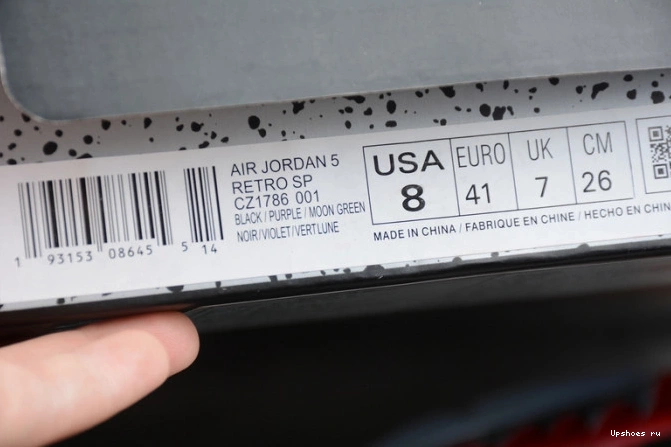 AIR JORDAN 5
RETRO SP
CZ1786 001
BLACK/PURPLE/MOON GREEN
NOIR/VIOLET/VERT LUNE
USA EURO UK CM
8 41 7 26
1 93153 08645 5 14
MADE IN CHINA / FABRIQUE EN CHINE / HECHO EN CHIN
Upshoes ru